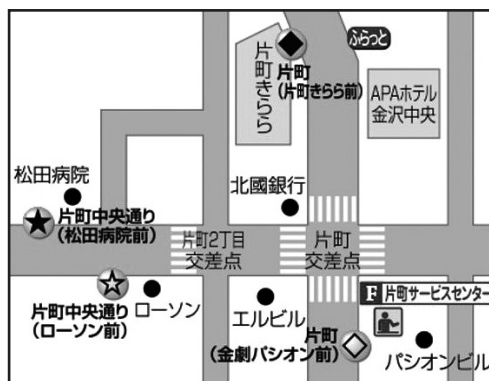 片町
(片町きらら前)
片町きらら
ふらっと
APAホテル
金沢中央
松田病院
北國銀行
片町中央通り
(松田病院前)
片町2丁目
交差点
片町
交差点
片町中央通り
(ローソン前)
ローソン
エルビル
F 片町サービスセンター
片町
(金劇パシオン前)
パシオンビル